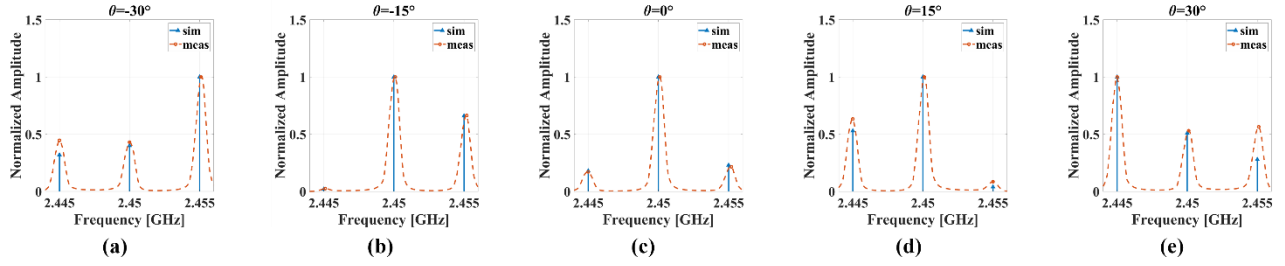 θ=-30°
1.5
1
0.5
0
Normalized Amplitude
sim
meas
2.445 2.45 2.455
Frequency [GHz]
(a)
θ=-15°
1.5
1
0.5
0
Normalized Amplitude
sim
meas
2.445 2.45 2.455
Frequency [GHz]
(b)
θ=0°
1.5
1
0.5
0
Normalized Amplitude
sim
meas
2.445 2.45 2.455
Frequency [GHz]
(c)
θ=15°
1.5
1
0.5
0
Normalized Amplitude
sim
meas
2.445 2.45 2.455
Frequency [GHz]
(d)
θ=30°
1.5
1
0.5
0
Normalized Amplitude
sim
meas
2.445 2.45 2.455
Frequency [GHz]
(e)